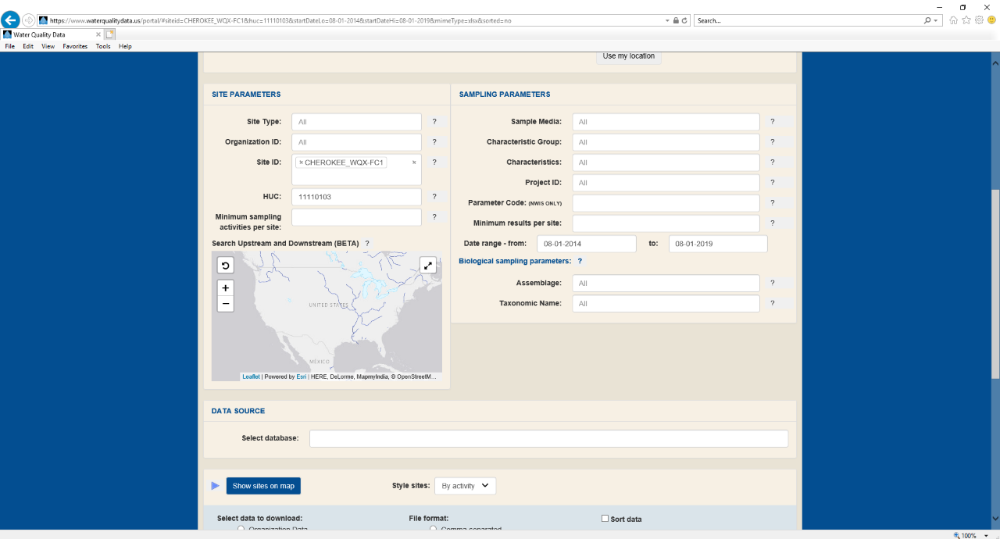 https://www.waterqualitydata.us/portal/#siteid=CHEROKEE_WQX-FC1&huc=11110103&startDateLo=08-01-2014&startDateHi=08-01-2019&mimeType=xlsx&sorted=no
Search...
Water Quality Data
File Edit View Favorites Tools Help
Use my location
SITE PARAMETERS
Site Type: All ?
Organization ID: All ?
Site ID: × CHEROKEE_WQX-FC1 × ?
HUC: 11110103 ?
Minimum sampling
activities per site: ?
Search Upstream and Downstream (BETA) ?
+
−
UNITED STATES
MÉXICO
Leaflet | Powered by Esri | HERE, DeLorme, MapmyIndia, © OpenStreetM...
SAMPLING PARAMETERS
Sample Media: All ?
Characteristic Group: All ?
Characteristics: All ?
Project ID: All ?
Parameter Code: (NWIS ONLY) ?
Minimum results per site: ?
Date range - from: 08-01-2014 to: 08-01-2019
Biological sampling parameters: ?
Assemblage: All ?
Taxonomic Name: All ?
DATA SOURCE
Select database:
Show sites on map Style sites: By activity
Select data to download: File format: Sort data
Organization Data Comma-separated
100%